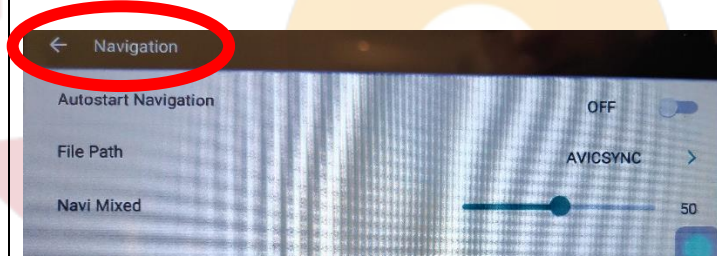 Navigation
Autostart Navigation OFF
File Path AVICSYNC
Navi Mixed 50